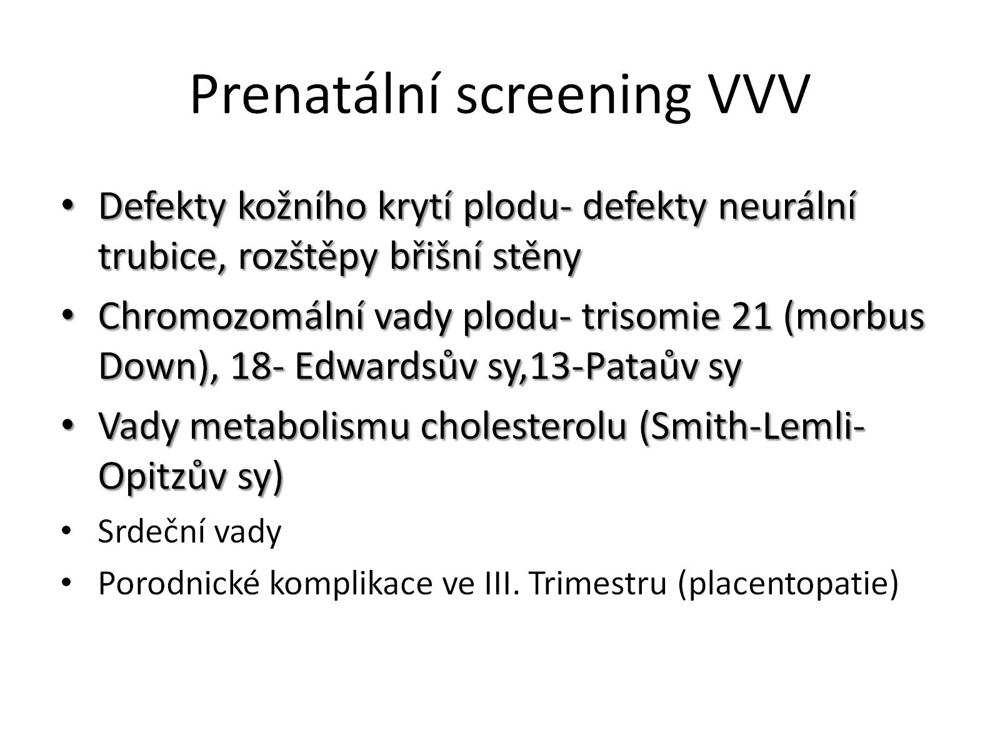 Prenatální screening VVV
• Defekty kožního krytí plodu- defekty neurální
trubice, rozštěpy břišní stěny
• Chromozomální vady plodu- trisomie 21 (morbus
Down), 18- Edwardsův sy,13-Pataův sy
• Vady metabolismu cholesterolu (Smith-Lemli-
Opitzův sy)
• Srdeční vady
• Porodnické komplikace ve III. Trimestru (placentopatie)